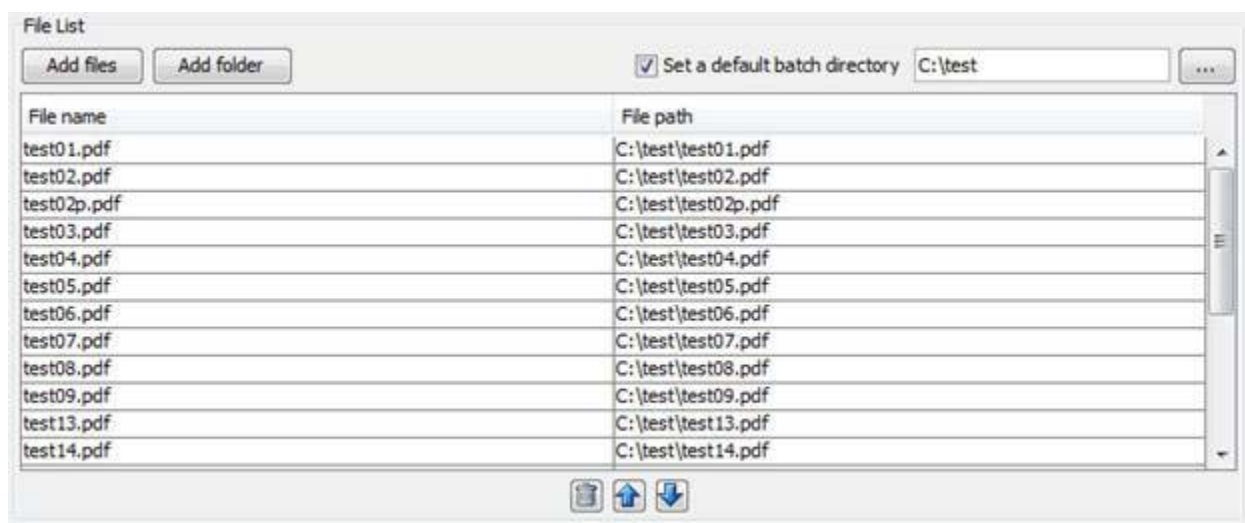 File List
Add files Add folder Set a default batch directory C:\test ...
File name File path
test01.pdf C:\test\test01.pdf
test02.pdf C:\test\test02.pdf
test02p.pdf C:\test\test02p.pdf
test03.pdf C:\test\test03.pdf
test04.pdf C:\test\test04.pdf
test05.pdf C:\test\test05.pdf
test06.pdf C:\test\test06.pdf
test07.pdf C:\test\test07.pdf
test08.pdf C:\test\test08.pdf
test09.pdf C:\test\test09.pdf
test13.pdf C:\test\test13.pdf
test14.pdf C:\test\test14.pdf